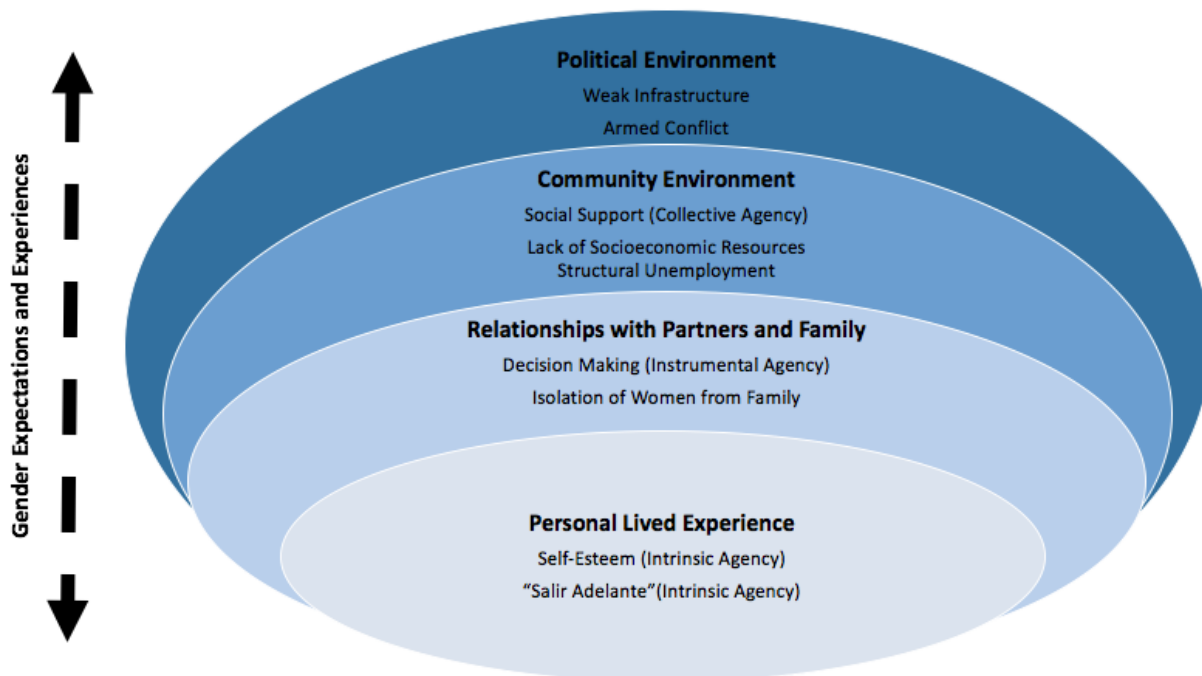 Gender Expectations and Experiences
Political Environment
Weak Infrastructure
Armed Conflict
Community Environment
Social Support (Collective Agency)
Lack of Socioeconomic Resources
Structural Unemployment
Relationships with Partners and Family
Decision Making (Instrumental Agency)
Isolation of Women from Family
Personal Lived Experience
Self-Esteem (Intrinsic Agency)
“Salir Adelante”(Intrinsic Agency)